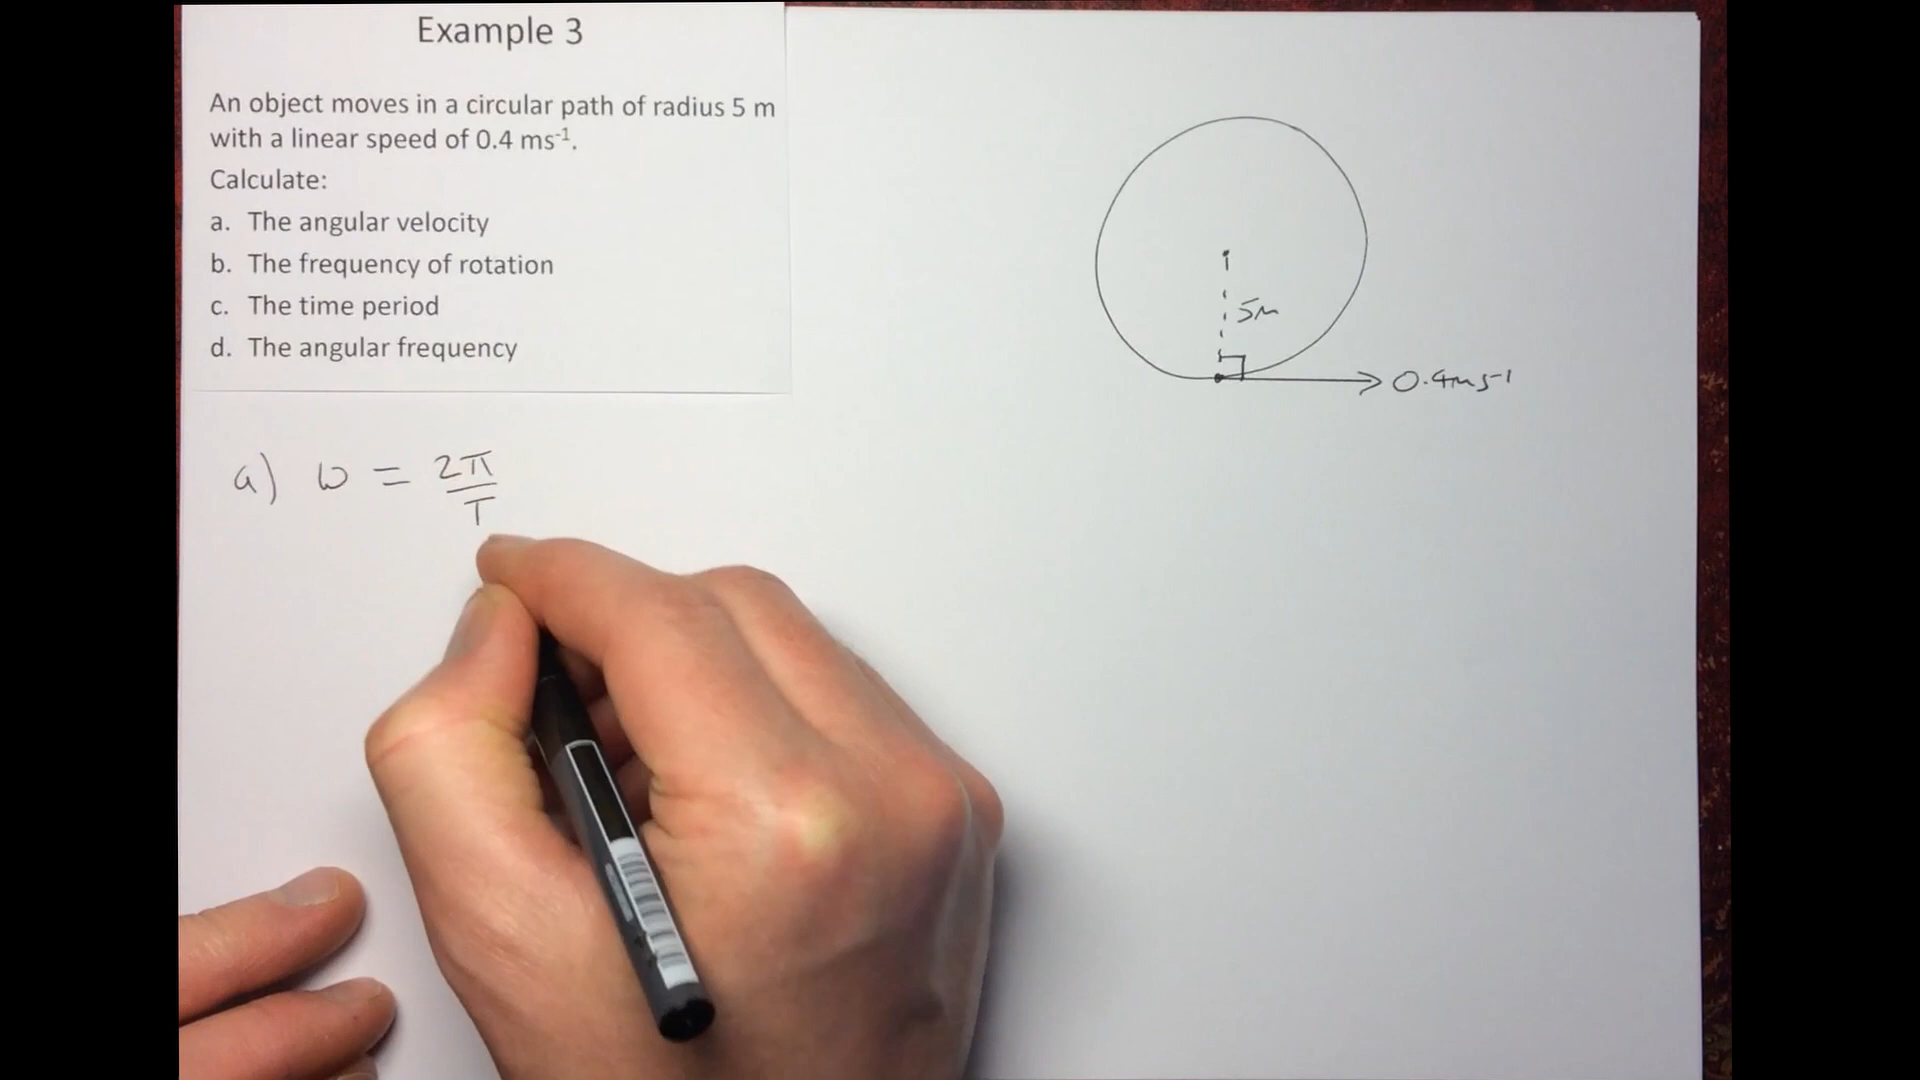 Example 3
An object moves in a circular path of radius 5 m
with a linear speed of 0.4 ms⁻¹.
Calculate:
a. The angular velocity
b. The frequency of rotation
c. The time period
d. The angular frequency
5m
0.4ms⁻¹
a) ω = 2π/T